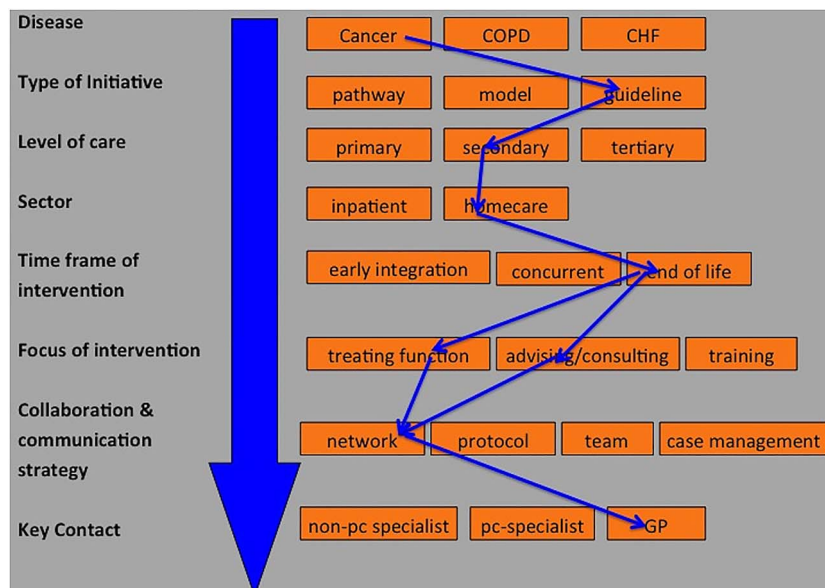 Disease
Cancer COPD CHF
Type of Initiative
pathway model guideline
Level of care
primary secondary tertiary
Sector
inpatient homecare
Time frame of
intervention
early integration concurrent end of life
Focus of intervention
treating function advising/consulting training
Collaboration &
communication
strategy
network protocol team case management
Key Contact
non-pc specialist pc-specialist GP